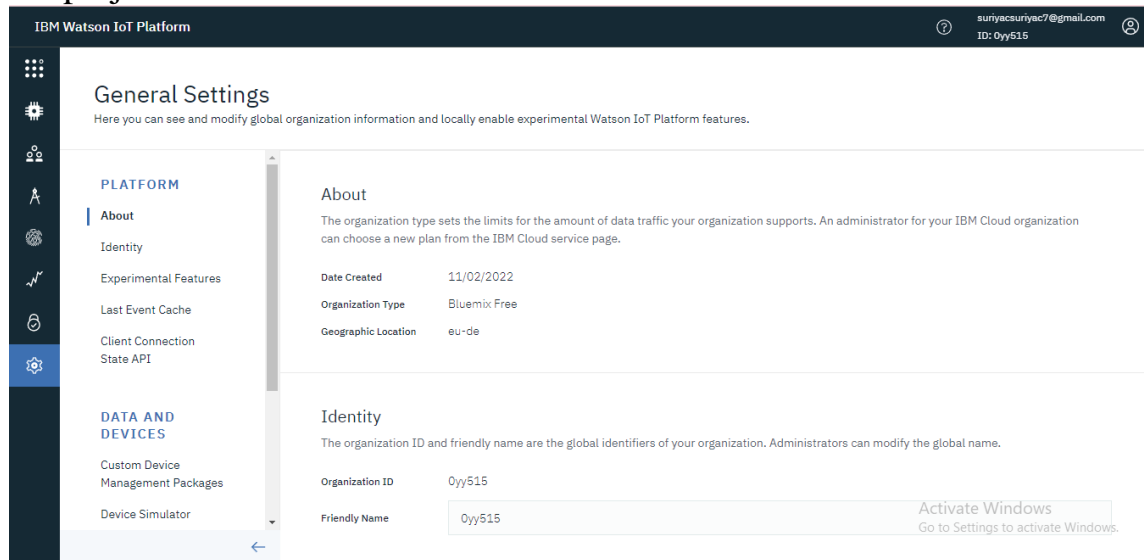 IBM Watson IoT Platform
suriyacsuriyac7@gmail.com
ID: 0yy515
General Settings
Here you can see and modify global organization information and locally enable experimental Watson IoT Platform features.
PLATFORM
About
Identity
Experimental Features
Last Event Cache
Client Connection
State API
DATA AND
DEVICES
Custom Device
Management Packages
Device Simulator
About
The organization type sets the limits for the amount of data traffic your organization supports. An administrator for your IBM Cloud organization
can choose a new plan from the IBM Cloud service page.
Date Created 11/02/2022
Organization Type Bluemix Free
Geographic Location eu-de
Identity
The organization ID and friendly name are the global identifiers of your organization. Administrators can modify the global name.
Organization ID 0yy515
Friendly Name 0yy515
Activate Windows
Go to Settings to activate Windows.